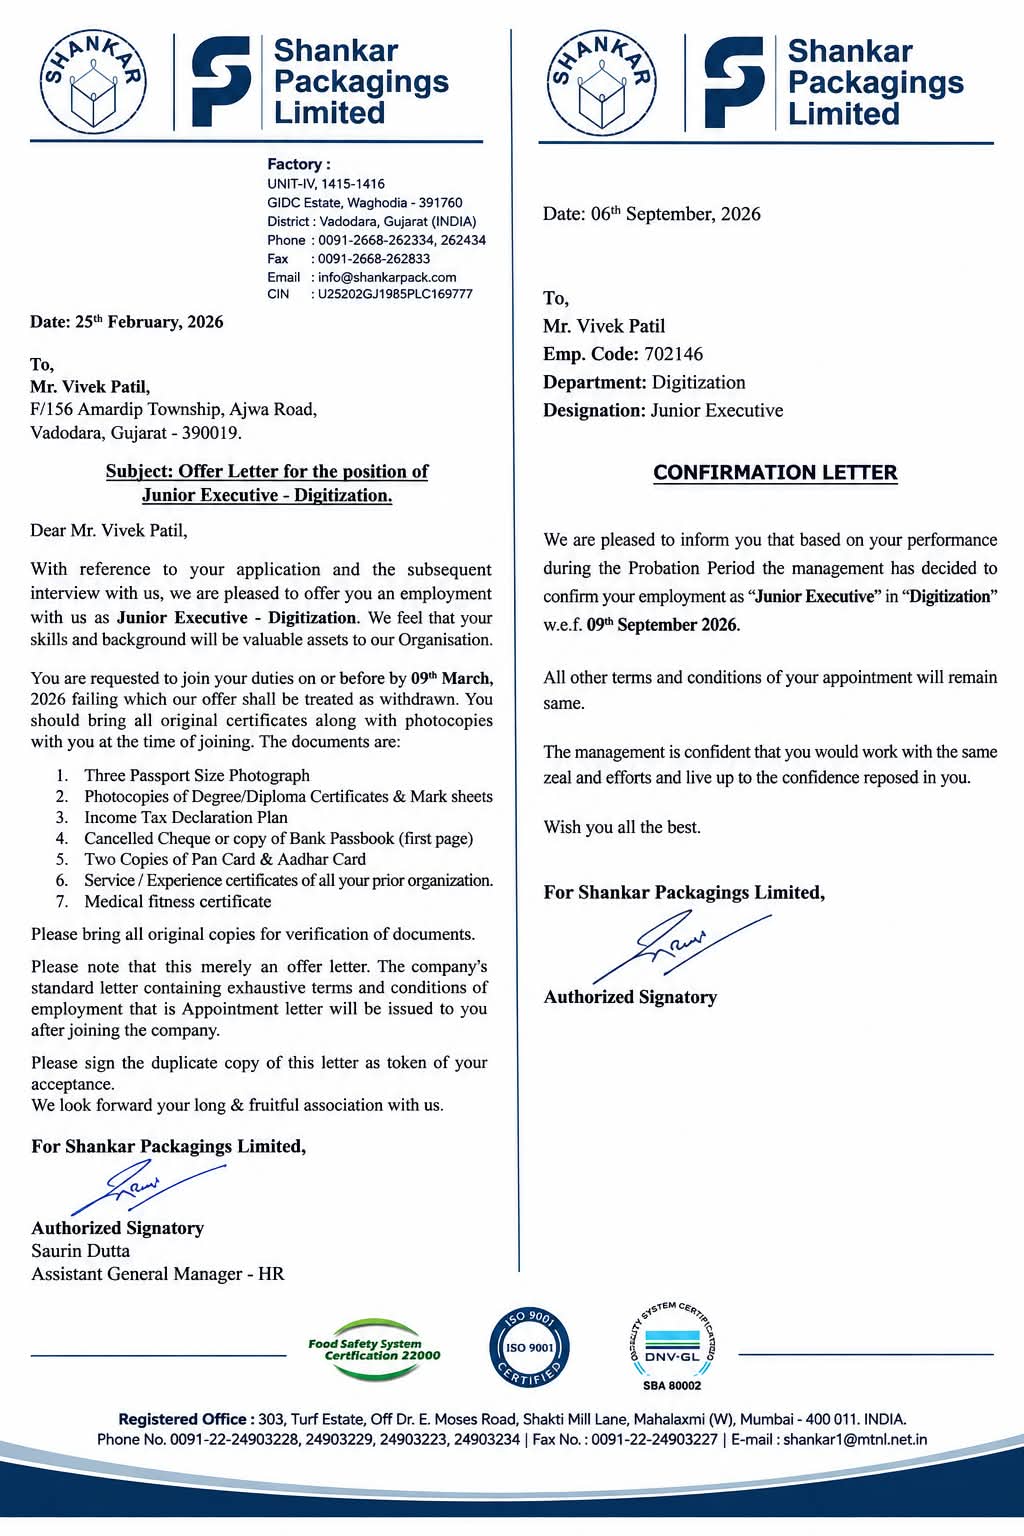 SHANKAR
Shankar
Packagings
Limited
Factory :
UNIT-IV, 1415-1416
GIDC Estate, Waghodia - 391760
District : Vadodara, Gujarat (INDIA)
Phone : 0091-2668-262334, 262434
Fax : 0091-2668-262833
Email : info@shankarpack.com
CIN : U25202GJ1985PLC169777
Date: 25th February, 2026
To,
Mr. Vivek Patil,
F/156 Amardip Township, Ajwa Road,
Vadodara, Gujarat - 390019.
Subject: Offer Letter for the position of
Junior Executive - Digitization.
Dear Mr. Vivek Patil,
With reference to your application and the subsequent
interview with us, we are pleased to offer you an employment
with us as Junior Executive - Digitization. We feel that your
skills and background will be valuable assets to our Organisation.
You are requested to join your duties on or before by 09th March,
2026 failing which our offer shall be treated as withdrawn. You
should bring all original certificates along with photocopies
with you at the time of joining. The documents are:
1. Three Passport Size Photograph
2. Photocopies of Degree/Diploma Certificates & Mark sheets
3. Income Tax Declaration Plan
4. Cancelled Cheque or copy of Bank Passbook (first page)
5. Two Copies of Pan Card & Aadhar Card
6. Service / Experience certificates of all your prior organization.
7. Medical fitness certificate
Please bring all original copies for verification of documents.
Please note that this merely an offer letter. The company's
standard letter containing exhaustive terms and conditions of
employment that is Appointment letter will be issued to you
after joining the company.
Please sign the duplicate copy of this letter as token of your
acceptance.
We look forward your long & fruitful association with us.
For Shankar Packagings Limited,
Authorized Signatory
Saurin Dutta
Assistant General Manager - HR
SHANKAR
Shankar
Packagings
Limited
Date: 06th September, 2026
To,
Mr. Vivek Patil
Emp. Code: 702146
Department: Digitization
Designation: Junior Executive
CONFIRMATION LETTER
We are pleased to inform you that based on your performance
during the Probation Period the management has decided to
confirm your employment as “Junior Executive” in “Digitization”
w.e.f. 09th September 2026.
All other terms and conditions of your appointment will remain
same.
The management is confident that you would work with the same
zeal and efforts and live up to the confidence reposed in you.
Wish you all the best.
For Shankar Packagings Limited,
Authorized Signatory
Food Safety System
Certfication 22000
ISO 9001
ISO 9001
CERTIFIED
SYSTEM CERTIFICATION
DNV·GL
SBA 80002
Registered Office : 303, Turf Estate, Off Dr. E. Moses Road, Shakti Mill Lane, Mahalaxmi (W), Mumbai - 400 011. INDIA.
Phone No. 0091-22-24903228, 24903229, 24903223, 24903234 | Fax No. : 0091-22-24903227 | E-mail : shankar1@mtnl.net.in